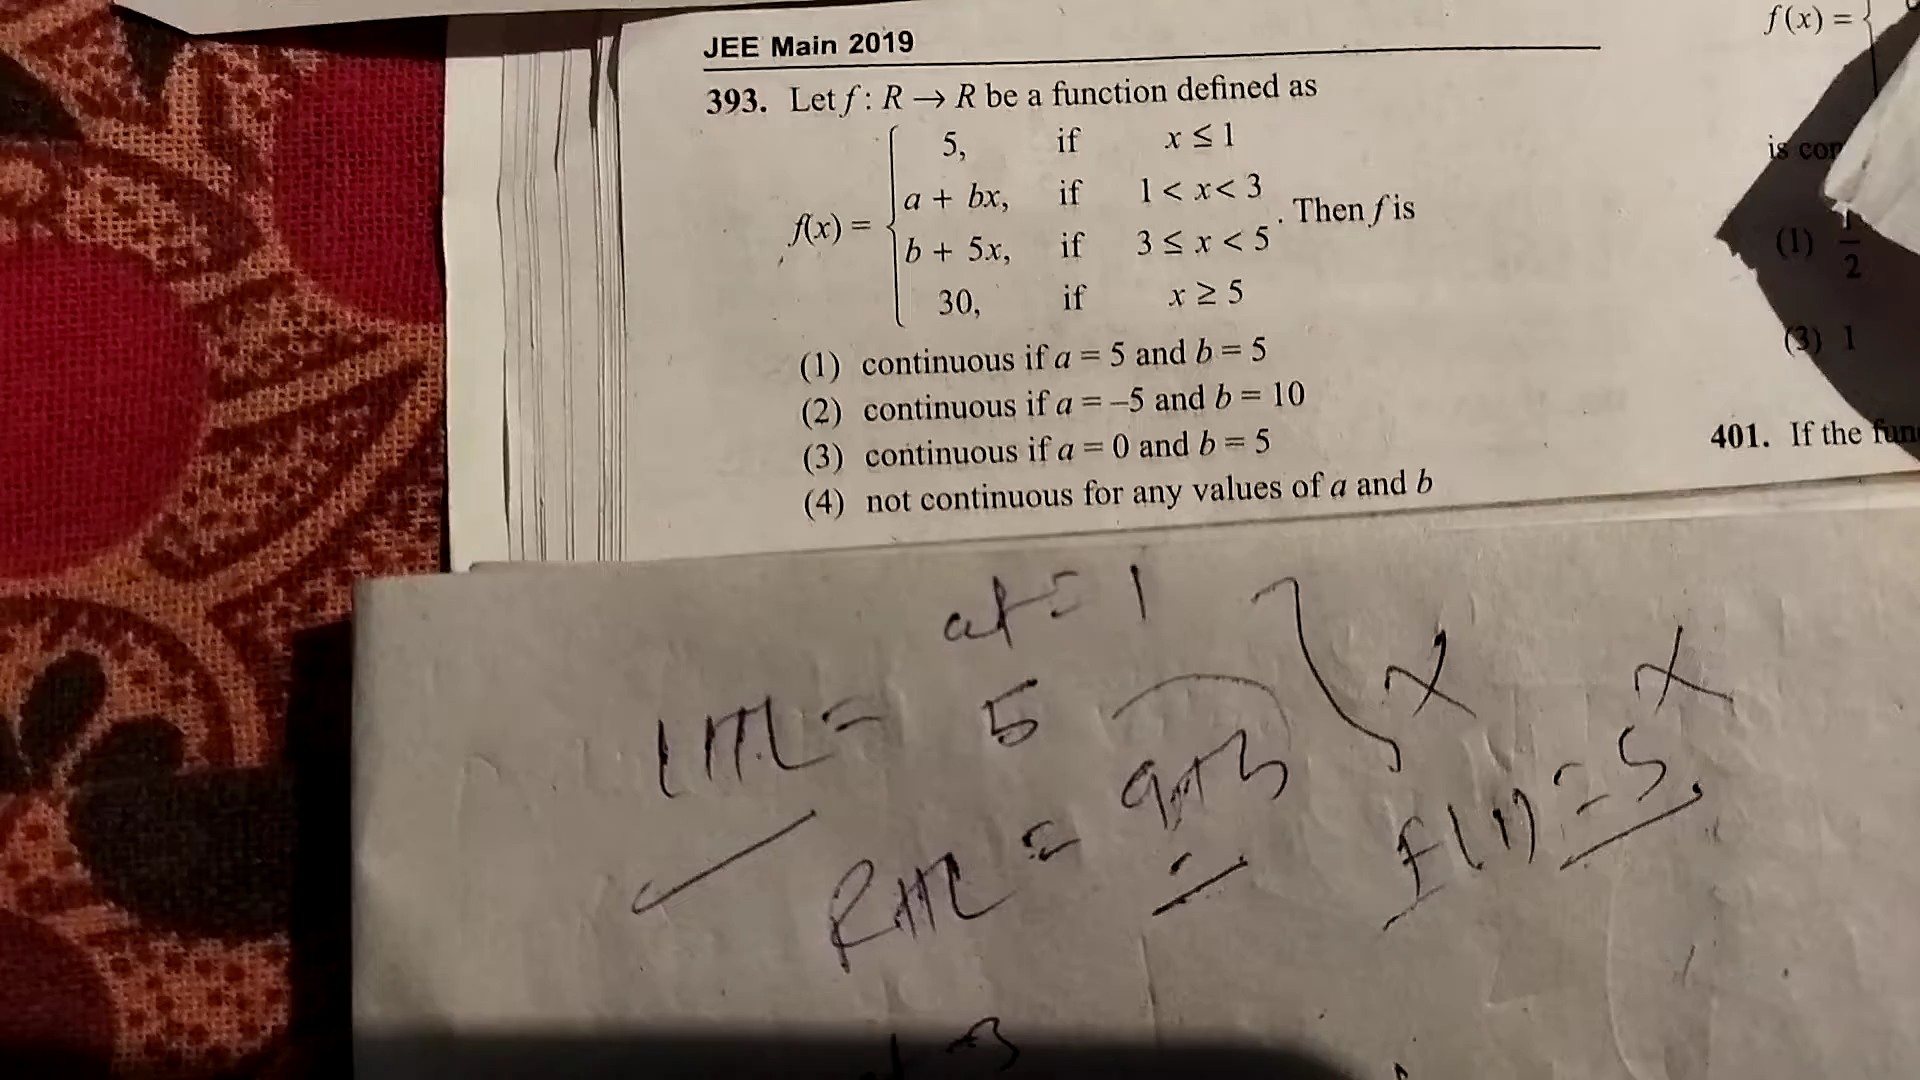 JEE Main 2019
393. Let f : R → R be a function defined as
f(x) = { 5, if x ≤ 1
a + bx, if 1 < x < 3
b + 5x, if 3 ≤ x < 5
30, if x ≥ 5
. Then f is
(1) continuous if a = 5 and b = 5
(2) continuous if a = –5 and b = 10
(3) continuous if a = 0 and b = 5
(4) not continuous for any values of a and b
f(x) = {
is con
(1) 1/2
(3) 1
401. If the fun
at = 1
LHL = 5
RHL = a+b
f(1) = 5